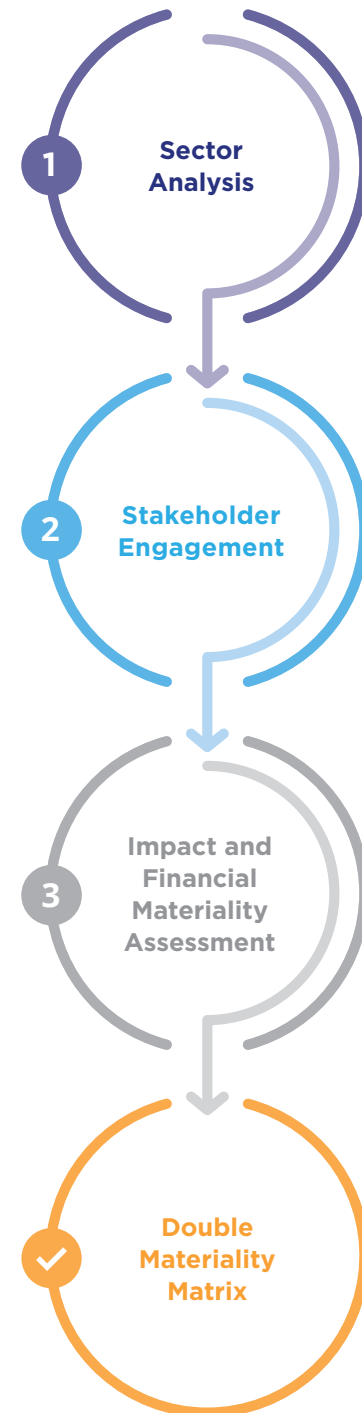 1
Sector
Analysis
2
Stakeholder
Engagement
3
Impact and
Financial
Materiality
Assessment
Double
Materiality
Matrix